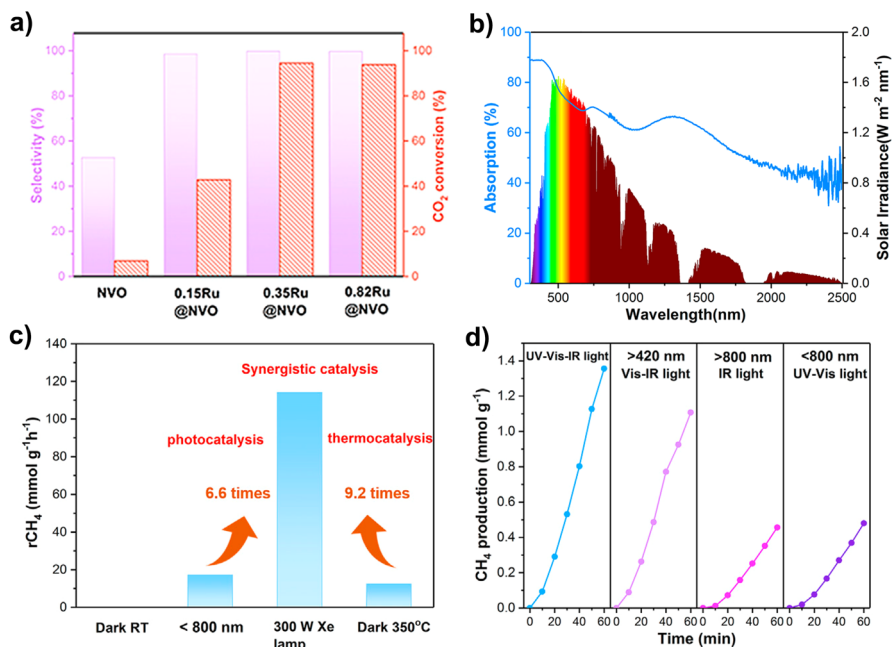 a)
100
80
60
40
20
0
Selectivity (%)
100
80
60
40
20
0
CO₂ conversion (%)
NVO
0.15Ru
@NVO
0.35Ru
@NVO
0.82Ru
@NVO
b)
100
80
60
40
20
0
Absorption (%)
2.0
1.6
1.2
0.8
0.4
0.0
Solar Irradiance(W m⁻² nm⁻¹)
500
1000
1500
2000
2500
Wavelength(nm)
c)
140
120
100
80
60
40
20
0
rCH₄ (mmol g⁻¹h⁻¹)
Synergistic catalysis
photocatalysis
thermocatalysis
6.6 times
9.2 times
Dark RT
< 800 nm
300 W Xe
lamp
Dark 350°C
d)
1.4
1.2
1.0
0.8
0.6
0.4
0.2
0.0
CH₄ production (mmol g⁻¹)
UV-Vis-IR light
>420 nm
Vis-IR light
>800 nm
IR light
<800 nm
UV-Vis light
0 20 40 60
0 20 40 60
0 20 40 60
0 20 40 60
Time (min)